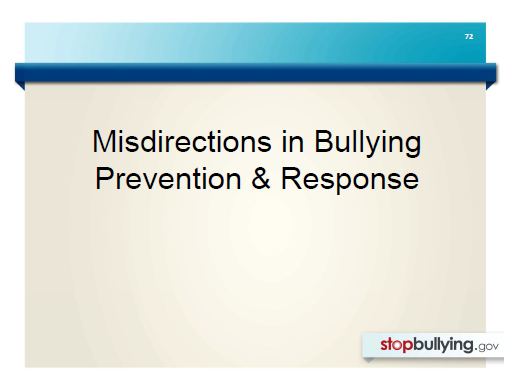 72
Misdirections in Bullying
Prevention & Response
stopbullying.gov